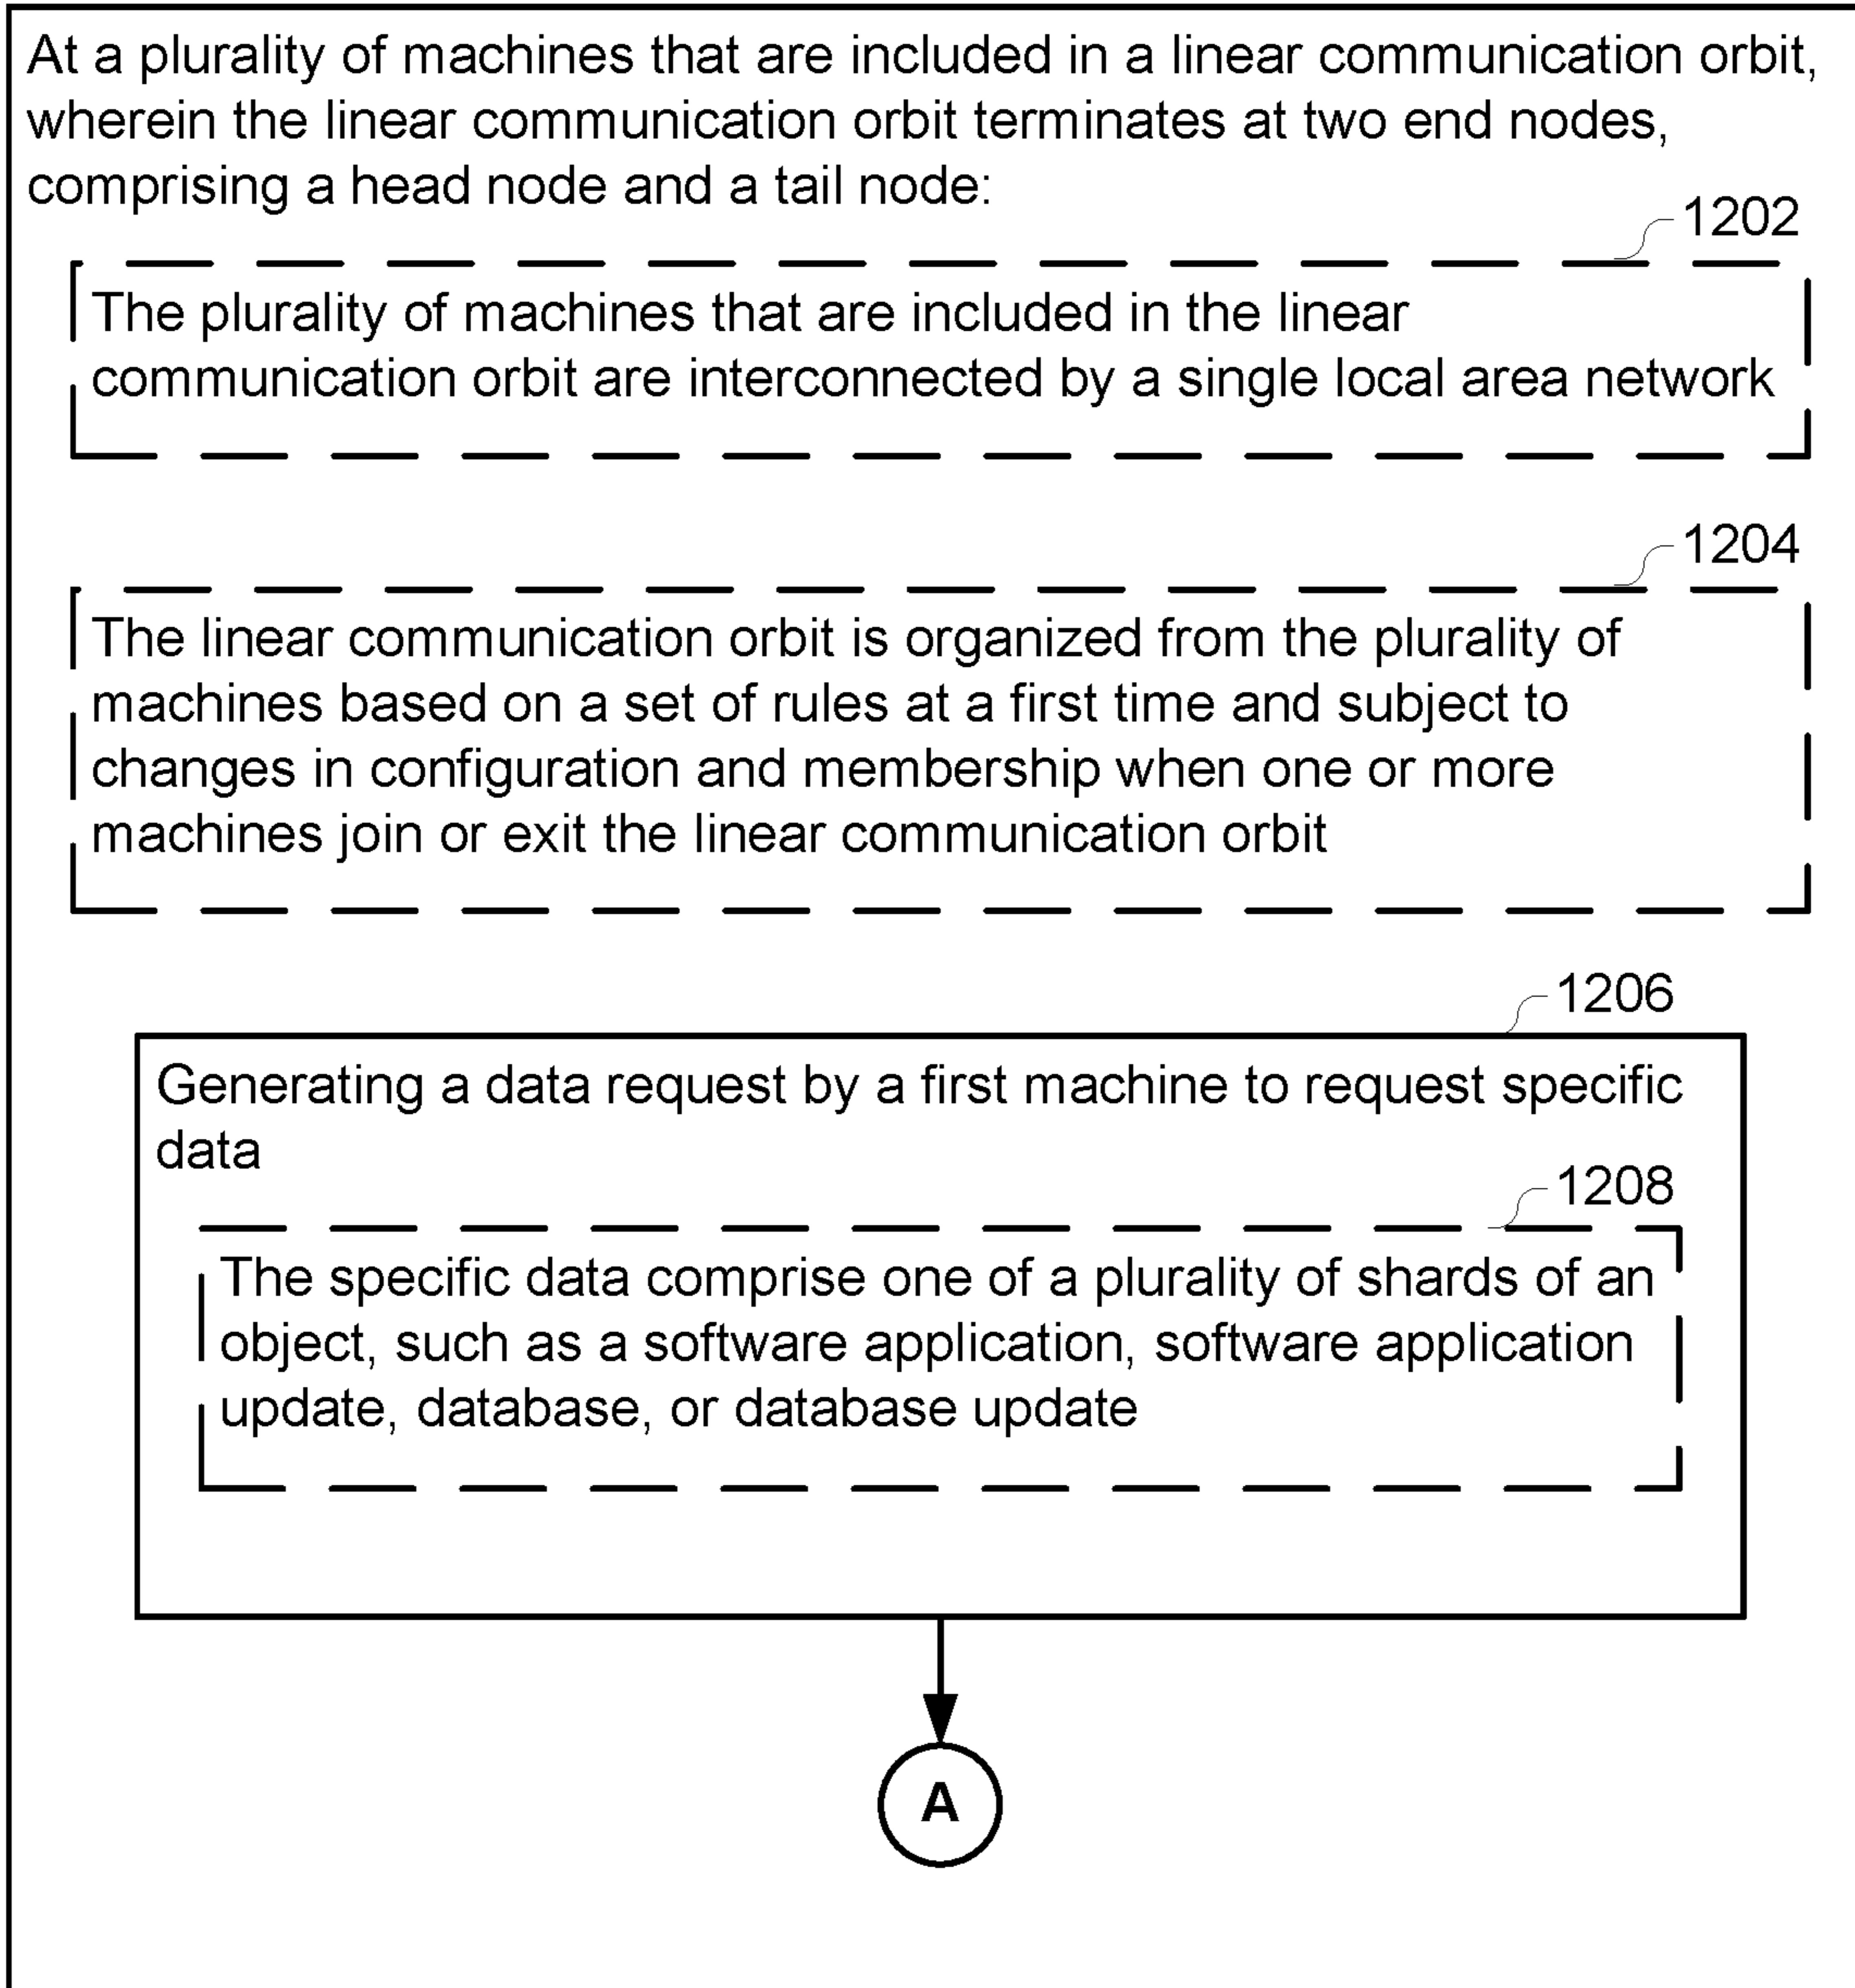 At a plurality of machines that are included in a linear communication orbit,
wherein the linear communication orbit terminates at two end nodes,
comprising a head node and a tail node:
1202
The plurality of machines that are included in the linear
communication orbit are interconnected by a single local area network
1204
The linear communication orbit is organized from the plurality of
machines based on a set of rules at a first time and subject to
changes in configuration and membership when one or more
machines join or exit the linear communication orbit
1206
Generating a data request by a first machine to request specific
data
1208
The specific data comprise one of a plurality of shards of an
object, such as a software application, software application
update, database, or database update
A